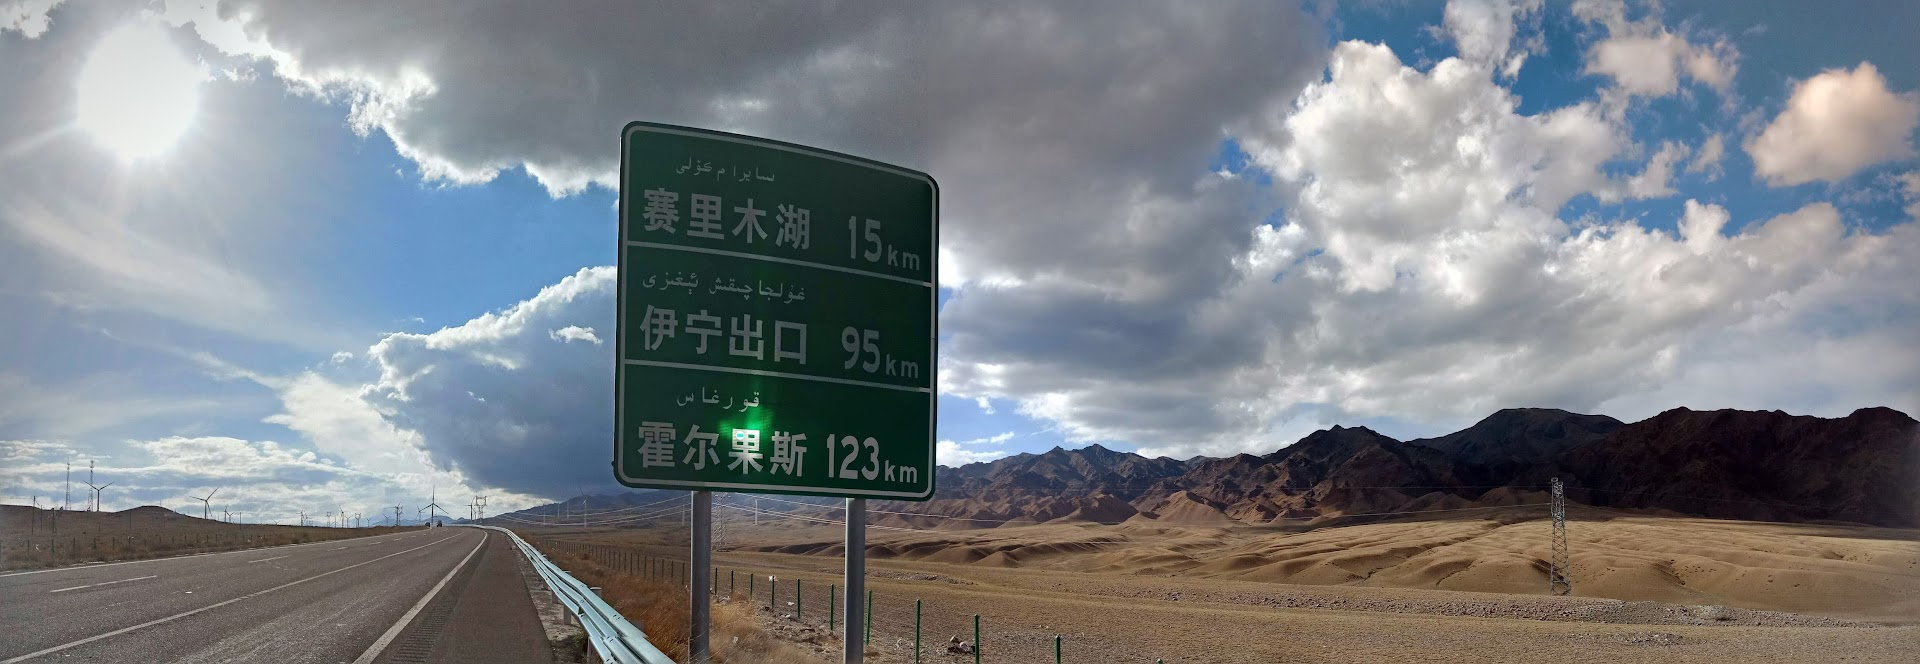 سايرام كۆلى
赛里木湖 15km
غۇلجا چىقىش ئېغىزى
伊宁出口 95km
قورغاس
霍尔果斯 123km